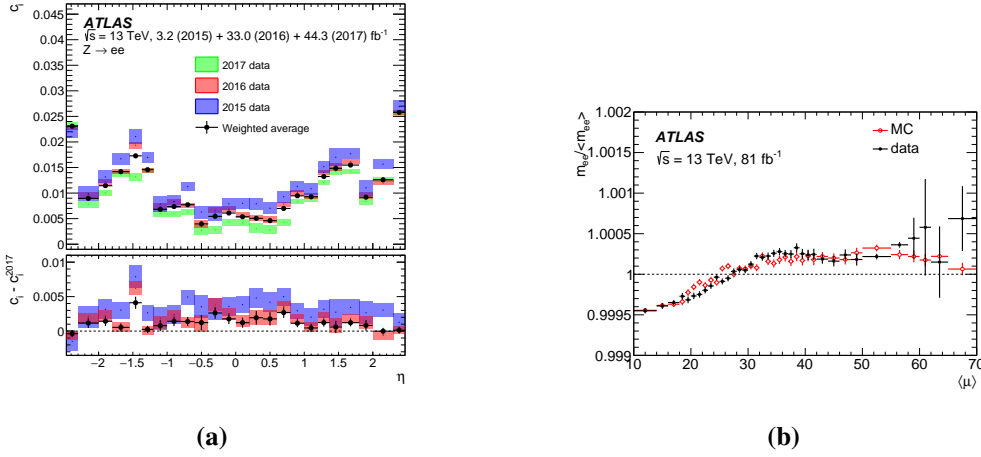 ATLAS
√s = 13 TeV, 3.2 (2015) + 33.0 (2016) + 44.3 (2017) fb⁻¹
Z → ee
2017 data
2016 data
2015 data
Weighted average
cᵢ
0.045
0.04
0.035
0.03
0.025
0.02
0.015
0.01
0.005
0
cᵢ - cᵢ²⁰¹⁷
0.005
0
−2 −1.5 −1 −0.5 0 0.5 1 1.5 2
η
(a)
ATLAS
√s = 13 TeV, 81 fb⁻¹
MC
data
mₑₑ/<mₑₑ>
1.002
1.0015
1.001
1.0005
1
0.9995
0.999
10 20 30 40 50 60 70
⟨μ⟩
(b)